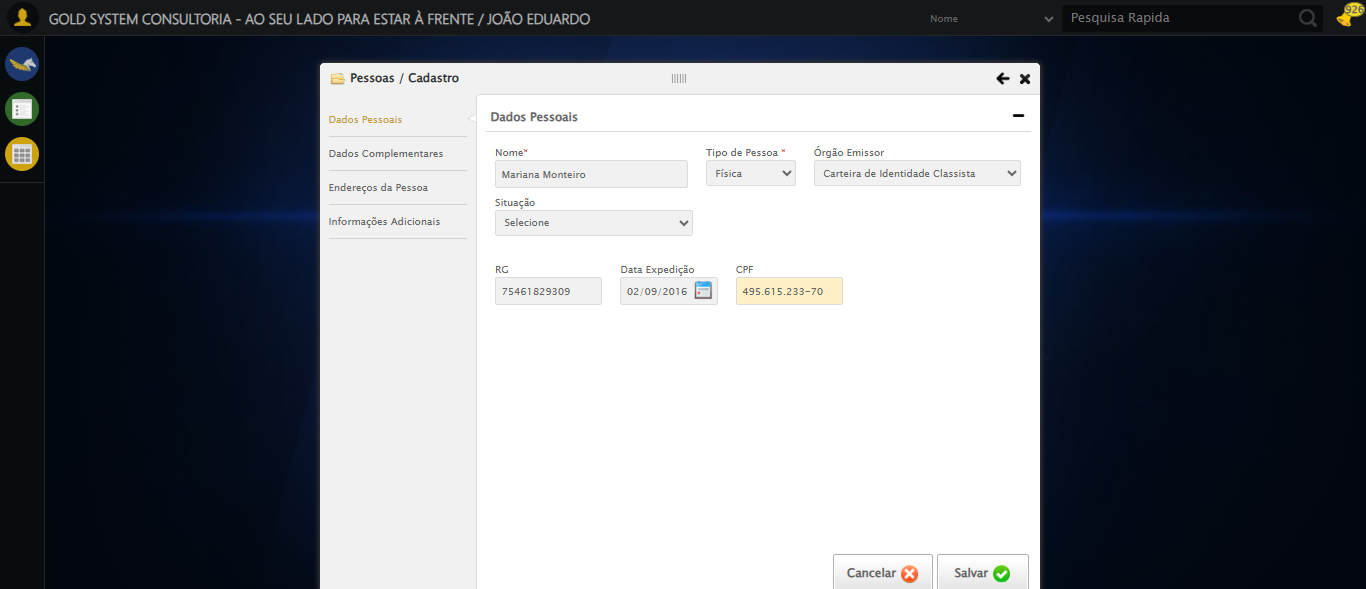 GOLD SYSTEM CONSULTORIA - AO SEU LADO PARA ESTAR À FRENTE / JOÃO EDUARDO
Nome
Pesquisa Rapida
926
Pessoas / Cadastro
Dados Pessoais
Dados Complementares
Endereços da Pessoa
Informações Adicionais
Dados Pessoais
Nome* Tipo de Pessoa * Órgão Emissor
Mariana Monteiro Física Carteira de Identidade Classista
Situação
Selecione
RG Data Expedição CPF
75461829309 02/09/2016 495.615.233-70
Cancelar Salvar